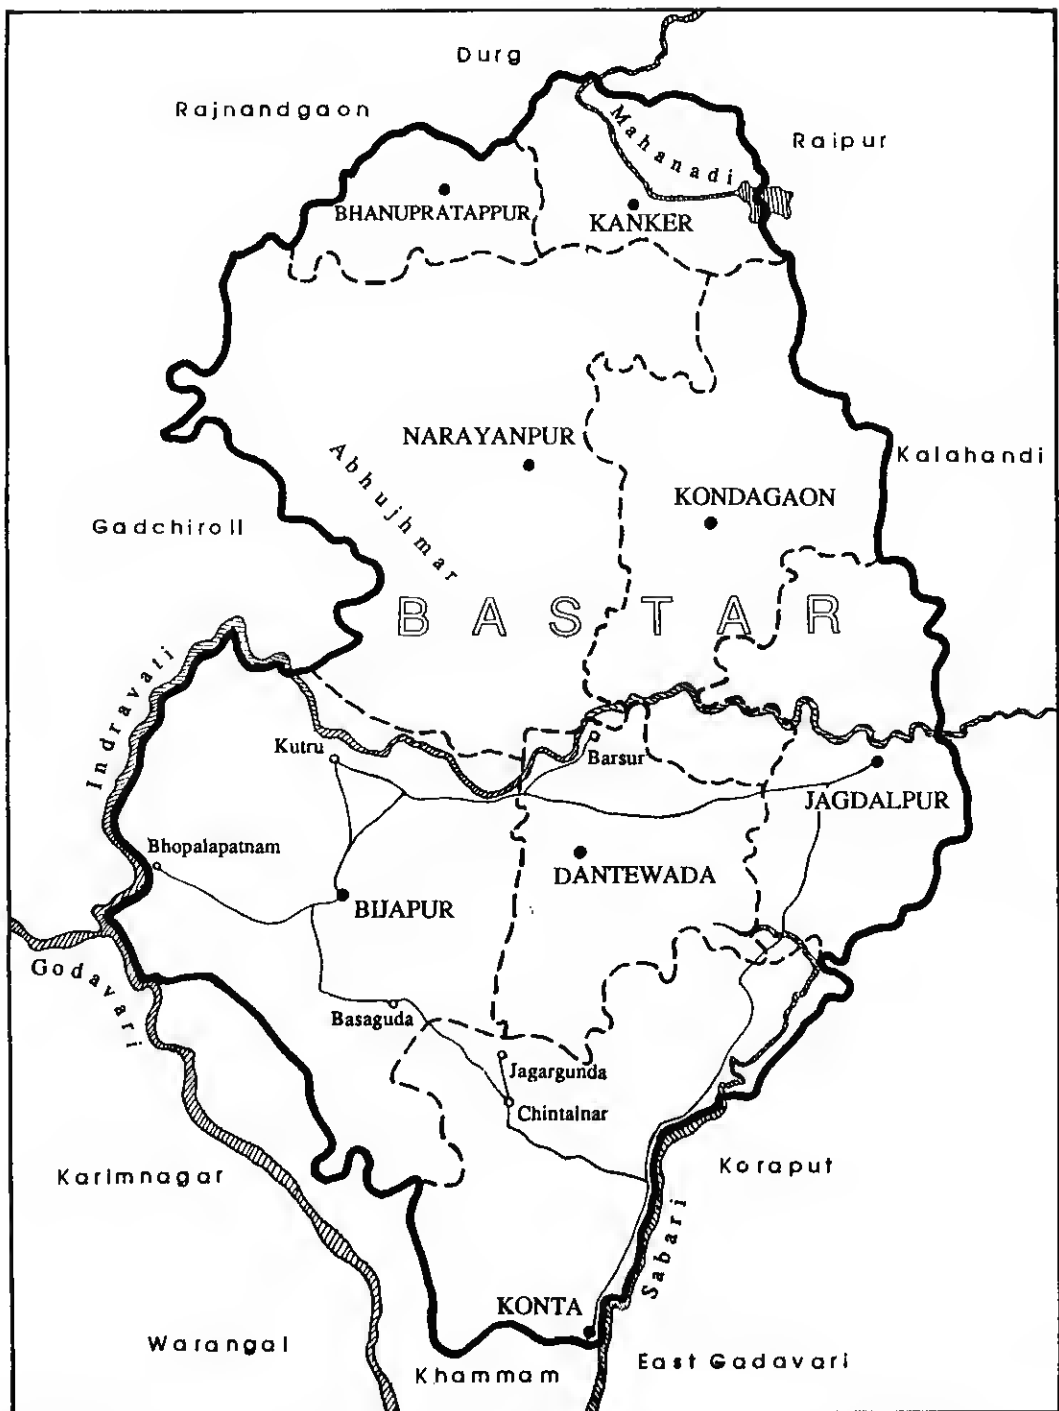 Durg
Rajnandgaon
Raipur
Mahanadi
BHANUPRATAPPUR
KANKER
NARAYANPUR
Abhujhmar
Kalahandi
KONDAGAON
Gadchiroli
BASTAR
Indravati
Kutru
Barsur
JAGDALPUR
Bhopalapatnam
DANTEWADA
BIJAPUR
Godavari
Basaguda
Jagargunda
Chintalnar
Karimnagar
Koraput
Sabari
KONTA
Warangal
Khammam
East Gadavari